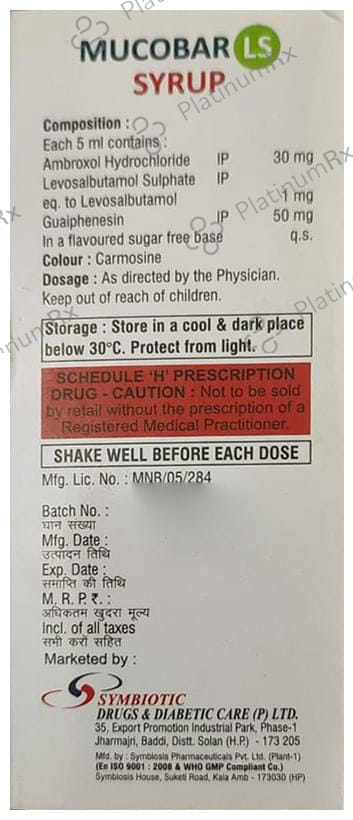 MUCOBAR LS
SYRUP
Composition :
Each 5 ml contains :
Ambroxol Hydrochloride IP 30 mg
Levosalbutamol Sulphate IP
eq. to Levosalbutamol 1 mg
Guaiphenesin IP 50 mg
In a flavoured sugar free base q.s.
Colour : Carmosine
Dosage : As directed by the Physician.
Keep out of reach of children.
Storage : Store in a cool & dark place
below 30°C. Protect from light.
SCHEDULE 'H' PRESCRIPTION
DRUG - CAUTION : Not to be sold
by retail without the prescription of a
Registered Medical Practitioner.
SHAKE WELL BEFORE EACH DOSE
Mfg. Lic. No. : MNB/05/284
Batch No. :
घान संख्या
Mfg. Date :
उत्पादन तिथि
Exp. Date :
समाप्ति की तिथि
M. R. P. ₹. :
अधिकतम खुदरा मूल्य
Incl. of all taxes
सभी करों सहित
Marketed by :
SYMBIOTIC
DRUGS & DIABETIC CARE (P) LTD.
35, Export Promotion Industrial Park, Phase-1
Jharmajri, Baddi, Distt. Solan (H.P.) - 173 205
Mfd. by : Symbiosis Pharmaceuticals Pvt. Ltd. (Plant-1)
(En ISO 9001 : 2008 & WHO GMP Compliant Co.)
Symbiosis House, Suketi Road, Kala Amb - 173030 (HP)
PlatinumRx
PlatinumRx
PlatinumRx
PlatinumRx